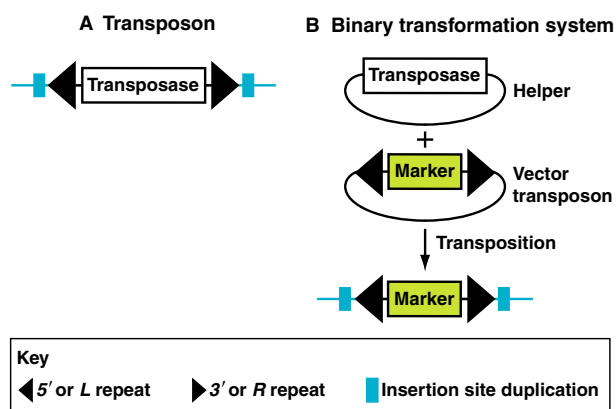 A Transposon
Transposase
B Binary transformation system
Transposase
Helper
+
Marker
Vector
transposon
Transposition
Marker
Key
5′ or L repeat
3′ or R repeat
Insertion site duplication